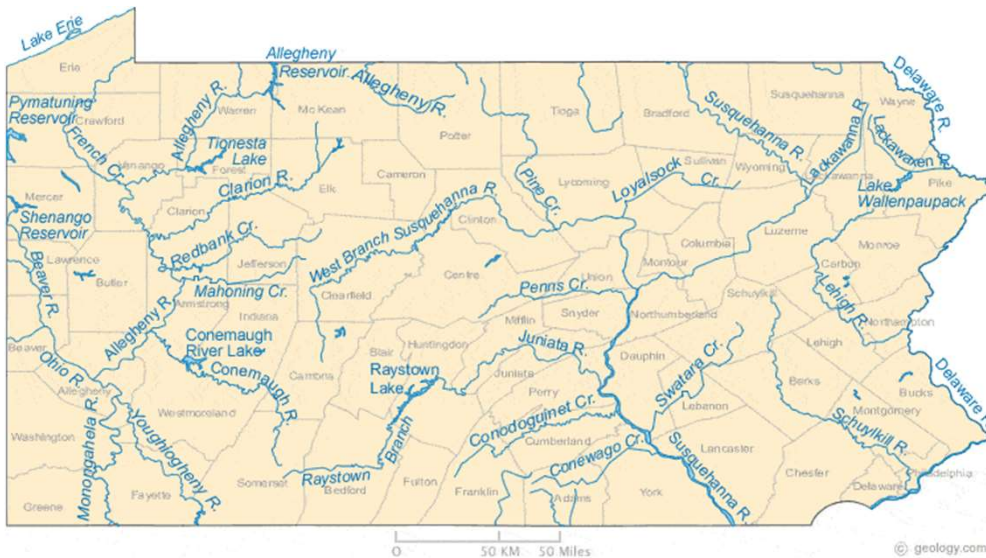 Lake Erie
Erie
Pymatuning
Reservoir
Crawford
French Cr.
Allegheny R.
Warren
Allegheny
Reservoir
Mc Kean
Allegheny R.
Potter
Tioga
Bradford
Susquehanna R.
Susquehanna
Wayne
Delaware R.
Lackawaxen R.
Lackawanna R.
Lackawanna
Wyoming
Sullivan
Pike
Lake
Wallenpaupack
Venango
Tionesta
Lake
Forest
Mercer
Shenango
Reservoir
Clarion R.
Clarion
Elk
Cameron
Pine Cr.
Lycoming
Loyalsock
Cr.
Clinton
West Branch Susquehanna R.
Redbank Cr.
Jefferson
Lawrence
Beaver R.
Butler
Mahoning Cr.
Armstrong
Clearfield
Centre
Union
Montour
Columbia
Luzerne
Monroe
Carbon
Lehigh R.
Northampton
Schuylkill
Penns Cr.
Snyder
Northumberland
Mifflin
Indiana
Allegheny R.
Conemaugh
River Lake
Conemaugh R.
Beaver
Ohio R.
Allegheny
Cambria
Blair
Huntingdon
Raystown
Lake
Juniata R.
Juniata
Perry
Dauphin
Swatara Cr.
Lebanon
Berks
Lehigh
Bucks
Montgomery
Delaware R.
Schuylkill R.
Washington
Monongahela R.
Youghiogheny R.
Westmoreland
Conodoguinet Cr.
Cumberland
Conewago Cr.
Susquehanna R.
Lancaster
Chester
Delaware
Philadelphia
Greene
Fayette
Somerset
Raystown
Branch
Bedford
Fulton
Franklin
Adams
York
0 50 KM 50 Miles
© geology.com